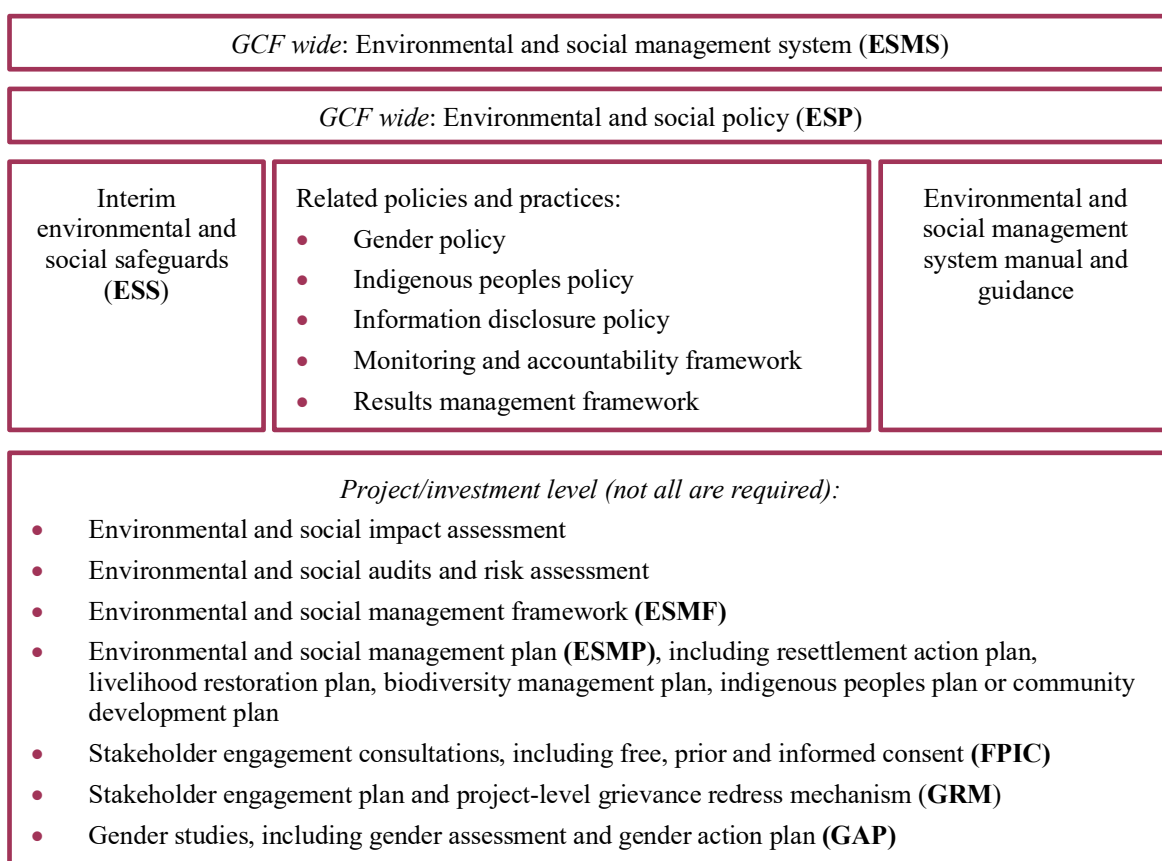 GCF wide: Environmental and social management system (ESMS)
GCF wide: Environmental and social policy (ESP)
Interim
environmental and
social safeguards
(ESS)
Related policies and practices:
• Gender policy
• Indigenous peoples policy
• Information disclosure policy
• Monitoring and accountability framework
• Results management framework
Environmental and
social management
system manual and
guidance
Project/investment level (not all are required):
• Environmental and social impact assessment
• Environmental and social audits and risk assessment
• Environmental and social management framework (ESMF)
• Environmental and social management plan (ESMP), including resettlement action plan,
livelihood restoration plan, biodiversity management plan, indigenous peoples plan or community
development plan
• Stakeholder engagement consultations, including free, prior and informed consent (FPIC)
• Stakeholder engagement plan and project-level grievance redress mechanism (GRM)
• Gender studies, including gender assessment and gender action plan (GAP)